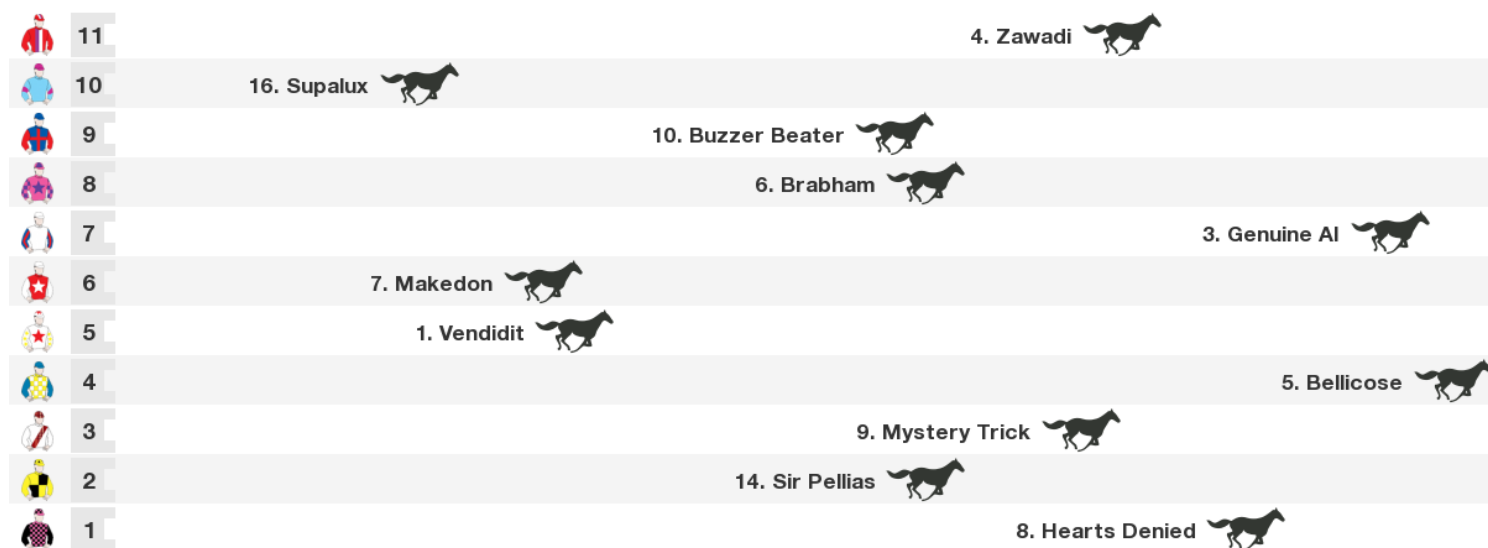 11 4. Zawadi
10 16. Supalux
9 10. Buzzer Beater
8 6. Brabham
7 3. Genuine Al
6 7. Makedon
5 1. Vendidit
4 5. Bellicose
3 9. Mystery Trick
2 14. Sir Pellias
1 8. Hearts Denied